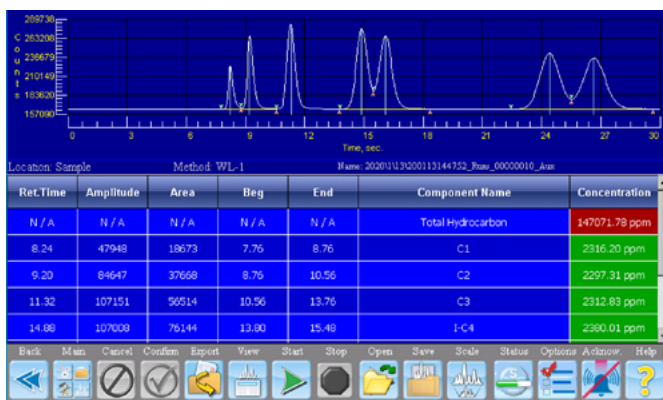 289738
Counts
263208
236679
210149
183620
157090
0 3 6 9 12 15 18 21 24 27 30
Time, sec.
Location: Sample Method: WL-1 Name: 2020\1\13\200113144752_Runs_00000010_Aux
Ret.Time Amplitude Area Beg End Component Name Concentration
N/A N/A N/A N/A N/A Total Hydrocarbon 147071.78 ppm
8.24 47948 18673 7.76 8.76 C1 2316.20 ppm
9.20 84647 37668 8.76 10.56 C2 2297.31 ppm
11.32 107151 56514 10.56 13.76 C3 2312.83 ppm
14.88 107008 76144 13.80 15.48 I-C4 2380.01 ppm
Back Main Cancel Confirm Export View Start Stop Open Save Scale Status Options Acknow. Help